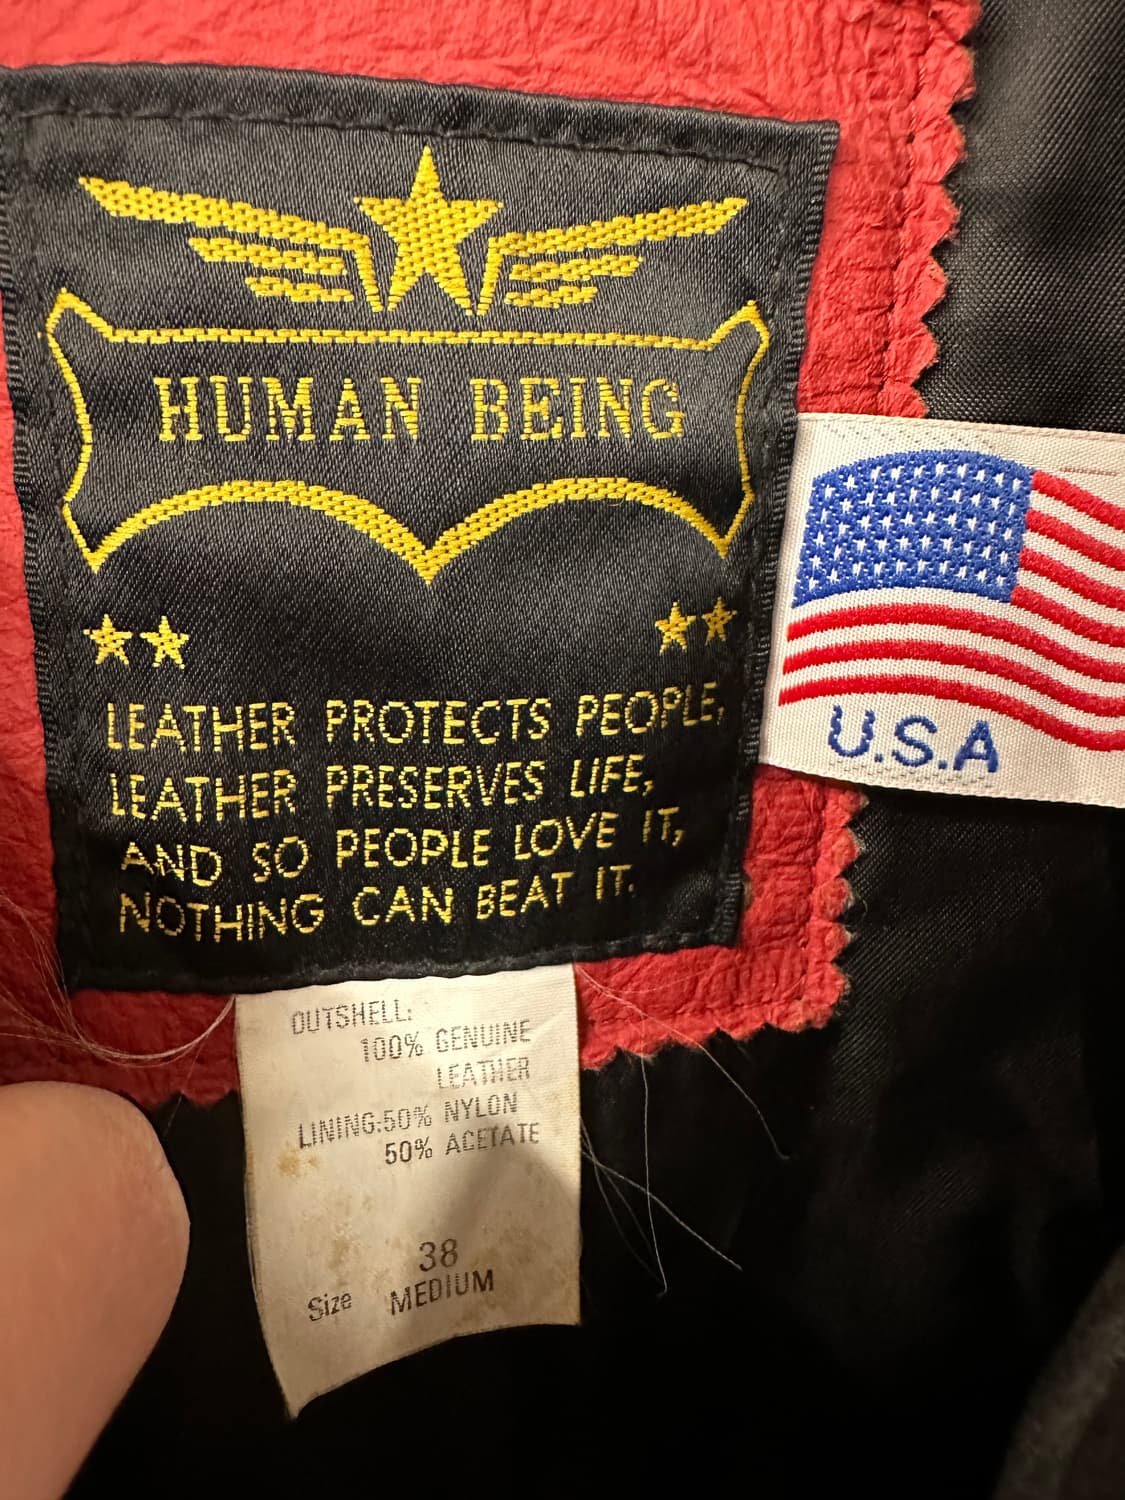 HUMAN BEING
LEATHER PROTECTS PEOPLE,
LEATHER PRESERVES LIFE,
AND SO PEOPLE LOVE IT,
NOTHING CAN BEAT IT.
U.S.A
OUTSHELL:
100% GENUINE
LEATHER
LINING:50% NYLON
50% ACETATE
38
Size MEDIUM